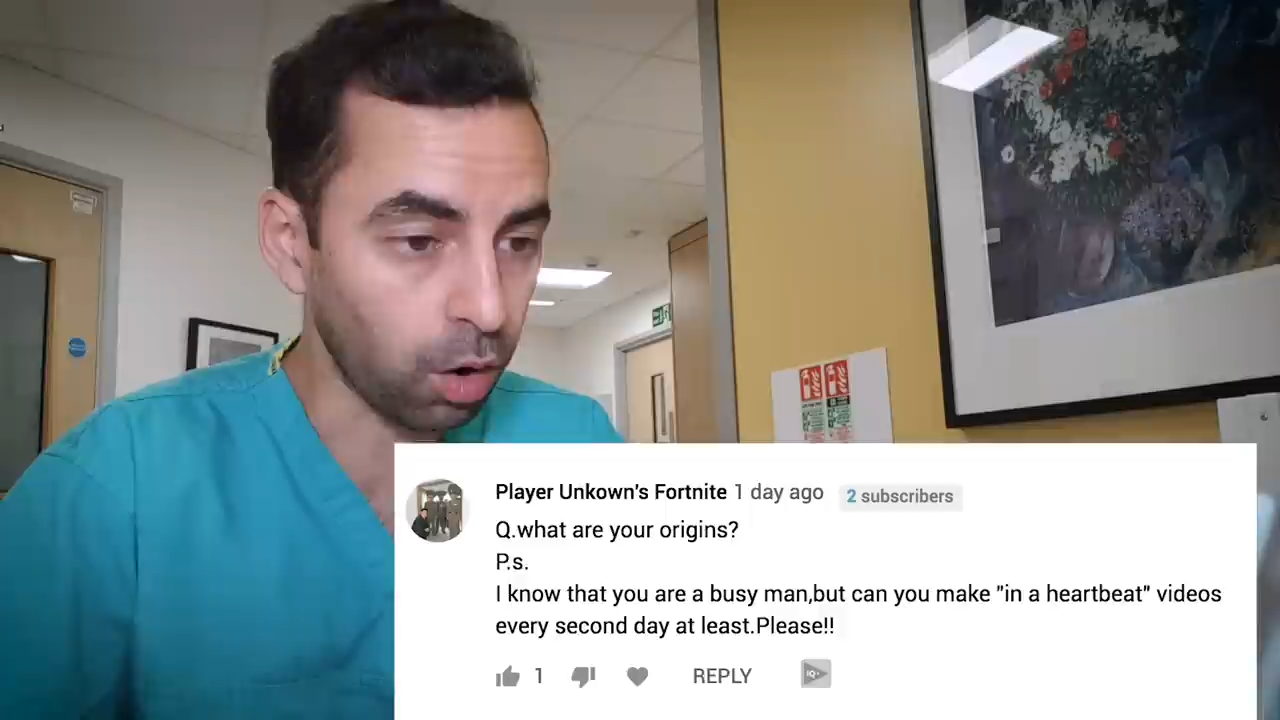 Player Unkown's Fortnite 1 day ago 2 subscribers
Q.what are your origins?
P.s.
I know that you are a busy man,but can you make "in a heartbeat" videos
every second day at least.Please!!
1 REPLY